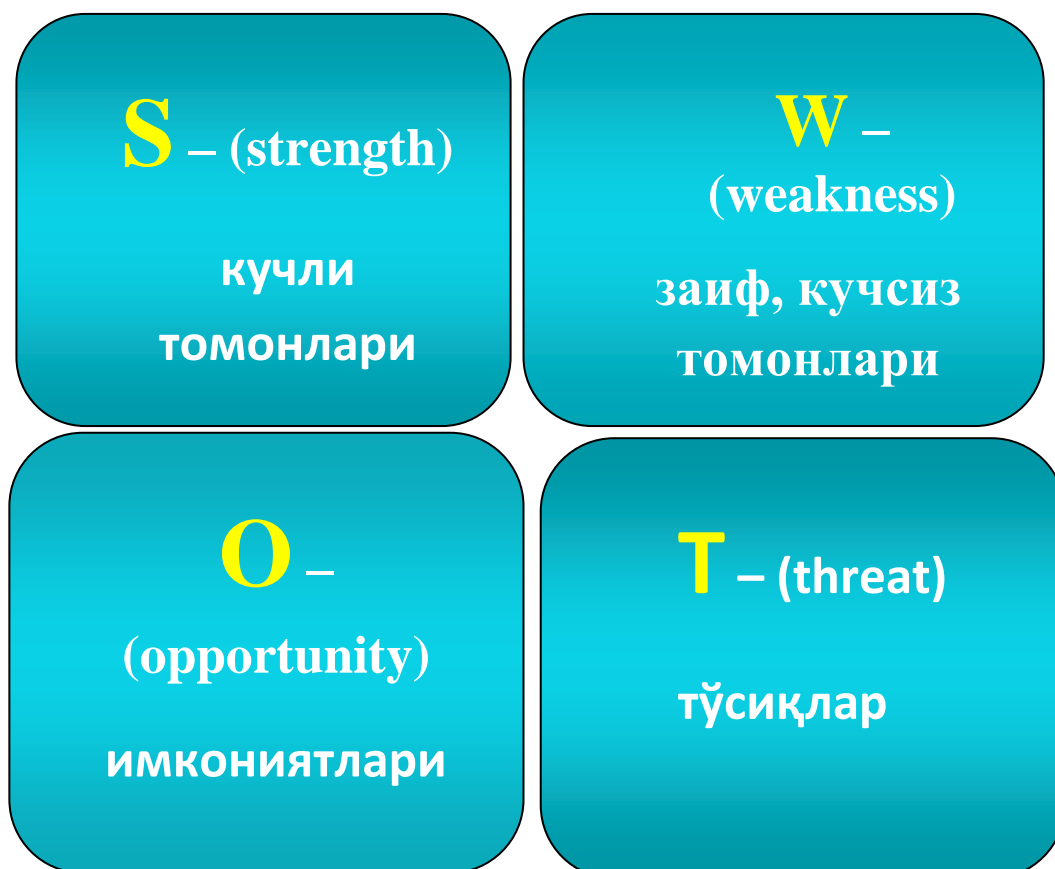 S – (strength)
кучли
томонлари
W –
(weakness)
заиф, кучсиз
томонлари
O –
(opportunity)
имкониятлари
T – (threat)
тўсиқлар